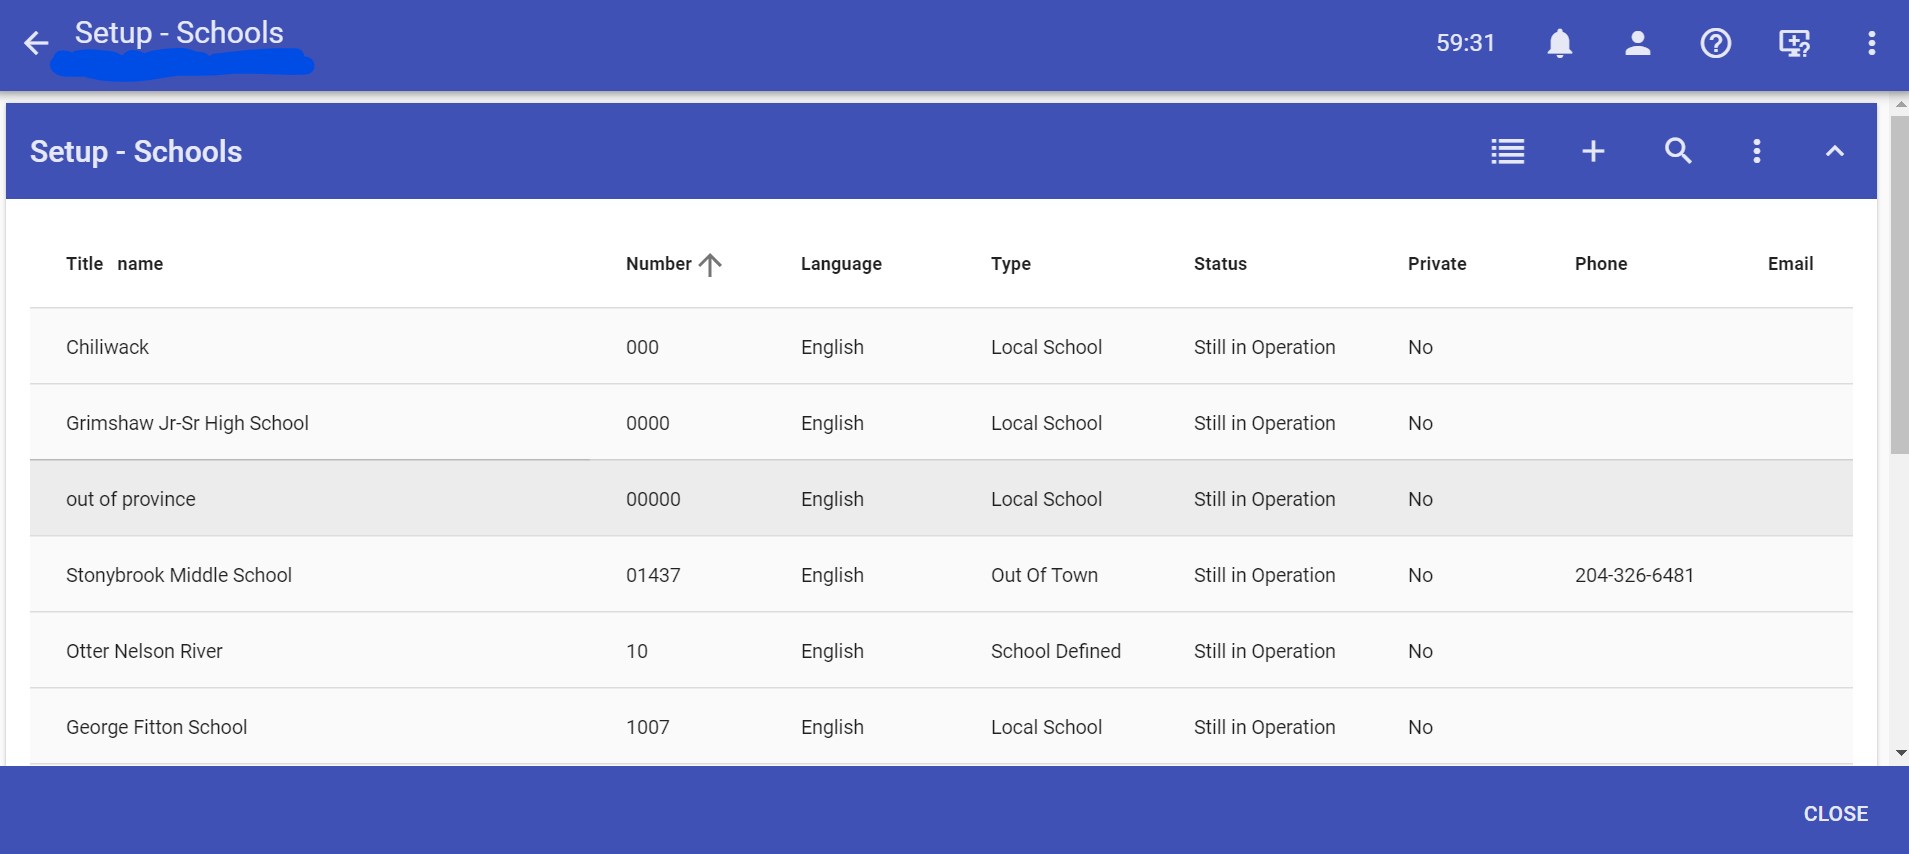 Setup - Schools
59:31
Setup - Schools
Title name Number Language Type Status Private Phone Email
Chiliwack 000 English Local School Still in Operation No
Grimshaw Jr-Sr High School 0000 English Local School Still in Operation No
out of province 00000 English Local School Still in Operation No
Stonybrook Middle School 01437 English Out Of Town Still in Operation No 204-326-6481
Otter Nelson River 10 English School Defined Still in Operation No
George Fitton School 1007 English Local School Still in Operation No
CLOSE